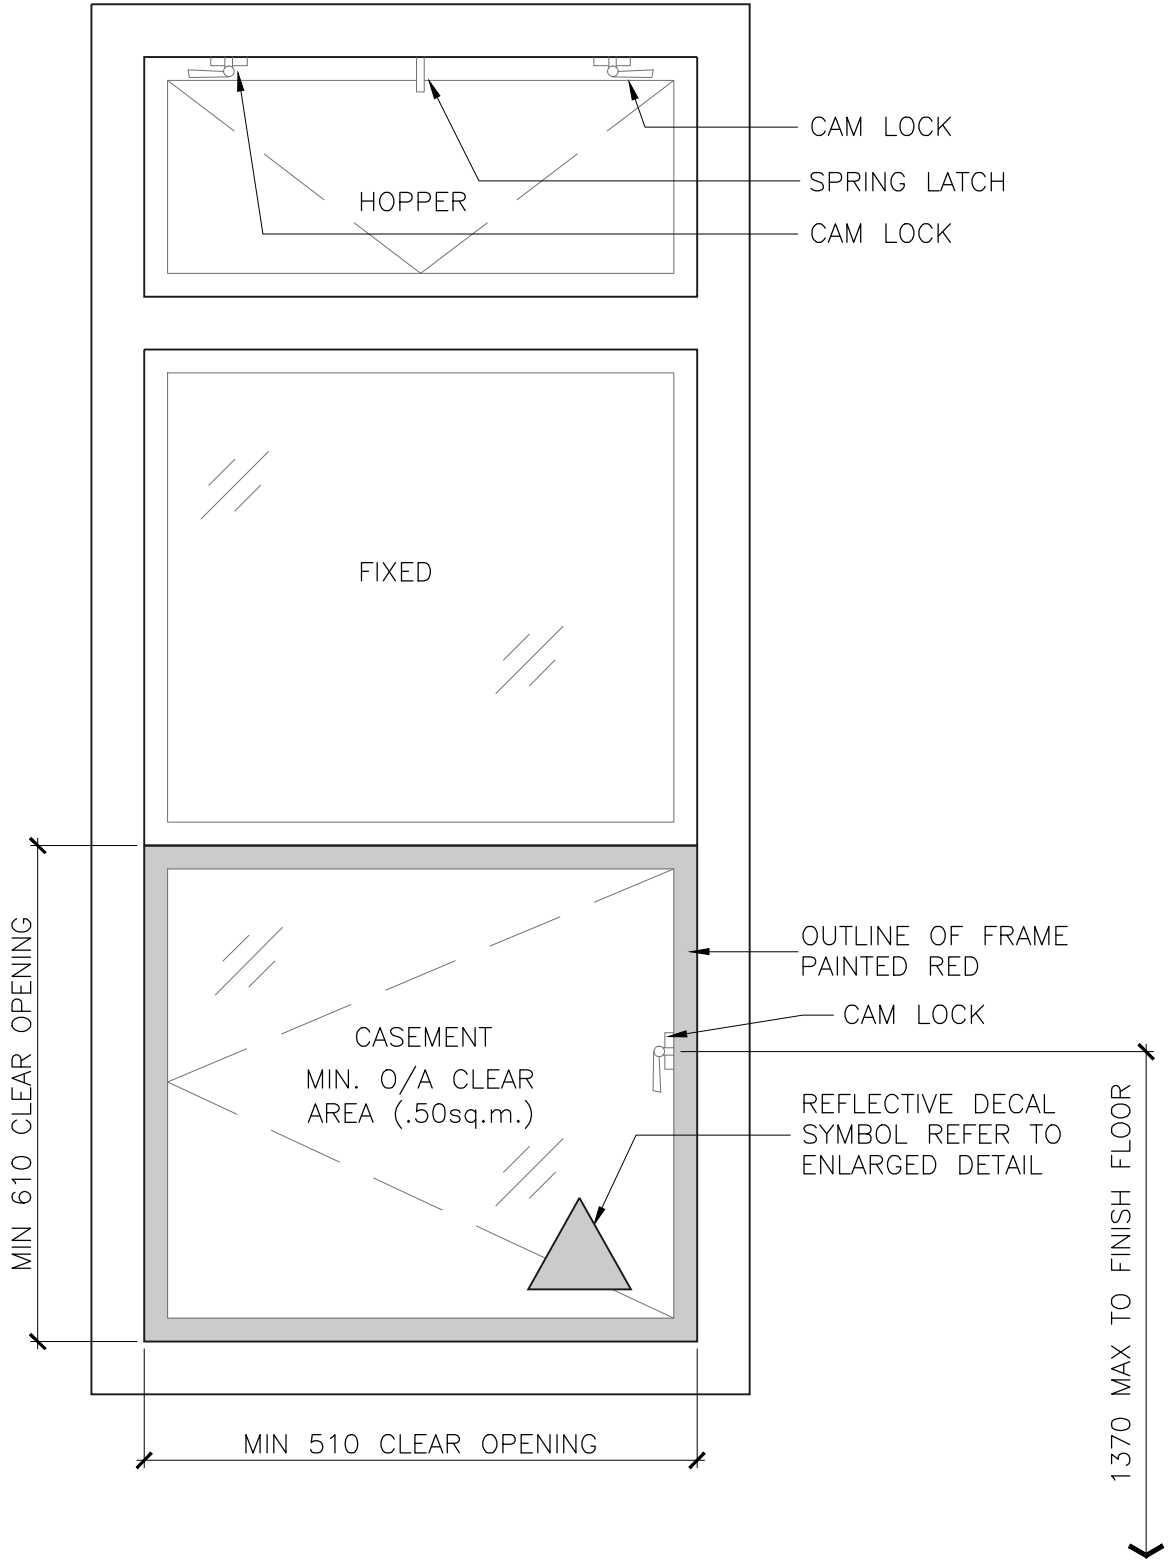 CAM LOCK
SPRING LATCH
HOPPER
CAM LOCK
FIXED
OUTLINE OF FRAME
PAINTED RED
CAM LOCK
CASEMENT
MIN. O/A CLEAR
AREA (.50sq.m.)
REFLECTIVE DECAL
SYMBOL REFER TO
ENLARGED DETAIL
MIN 610 CLEAR OPENING
1370 MAX TO FINISH FLOOR
MIN 510 CLEAR OPENING